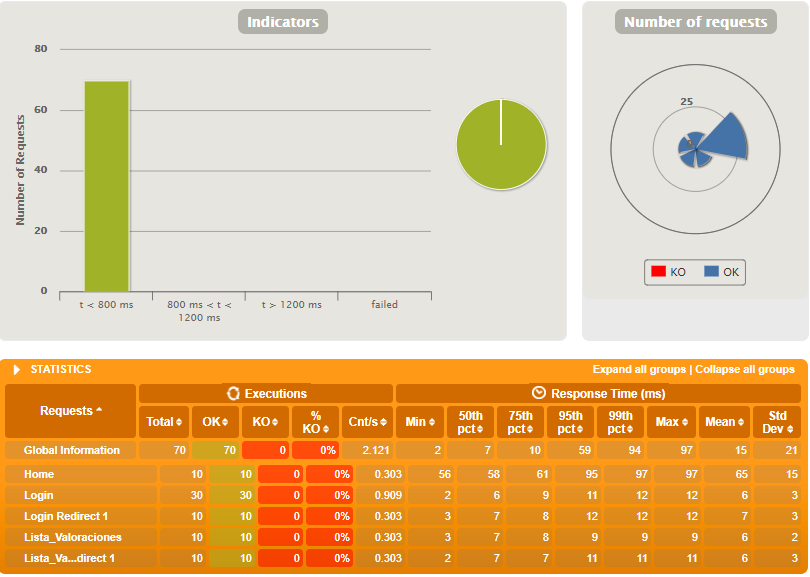 Indicators
Number of Requests
80
60
40
20
0
t < 800 ms
800 ms < t <
1200 ms
t > 1200 ms
failed
Number of requests
25
KO OK
STATISTICS
Expand all groups | Collapse all groups
Requests
Executions
Response Time (ms)
Total OK KO % KO Cnt/s Min 50th pct 75th pct 95th pct 99th pct Max Mean Std Dev
Global Information 70 70 0 0% 2.121 2 7 10 59 94 97 15 21
Home 10 10 0 0% 0.303 56 58 61 95 97 97 65 15
Login 30 30 0 0% 0.909 2 6 9 11 12 12 6 3
Login Redirect 1 10 10 0 0% 0.303 3 7 8 12 12 12 7 3
Lista_Valoraciones 10 10 0 0% 0.303 3 7 8 9 9 9 6 2
Lista_Va...direct 1 10 10 0 0% 0.303 2 7 7 11 11 11 6 3